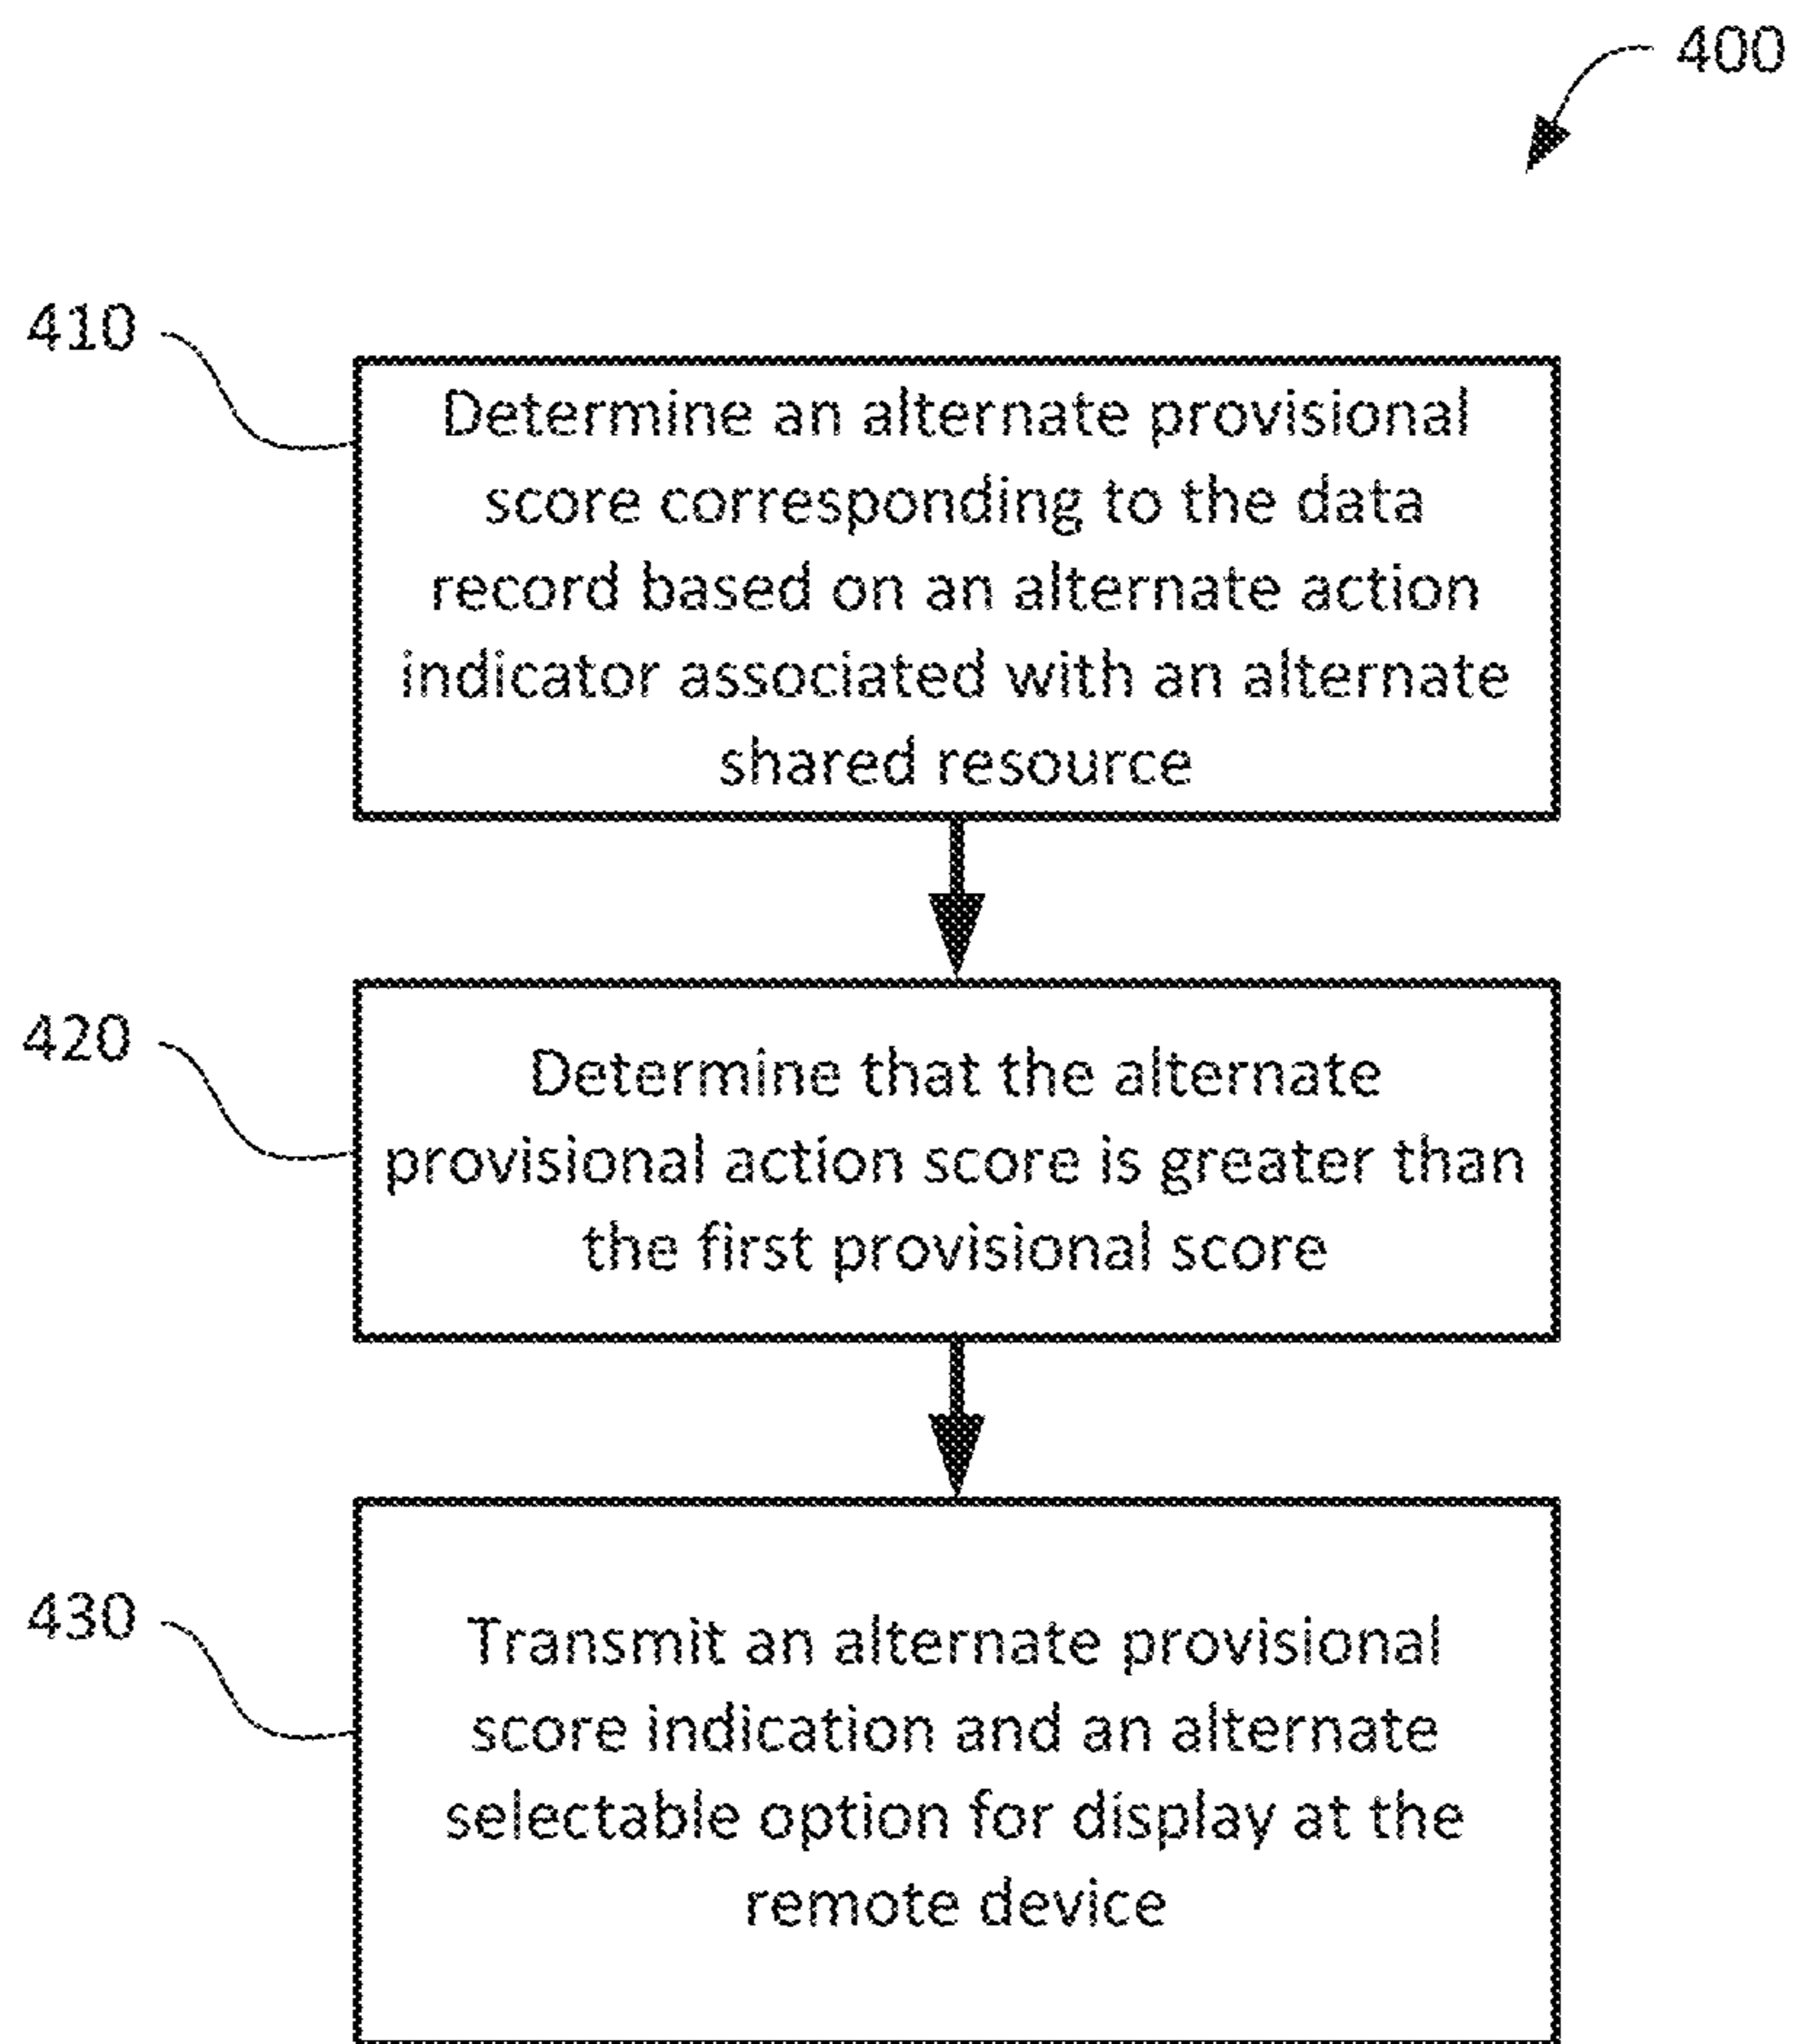 400
410
Determine an alternate provisional
score corresponding to the data
record based on an alternate action
indicator associated with an alternate
shared resource
420
Determine that the alternate
provisional action score is greater than
the first provisional score
430
Transmit an alternate provisional
score indication and an alternate
selectable option for display at the
remote device